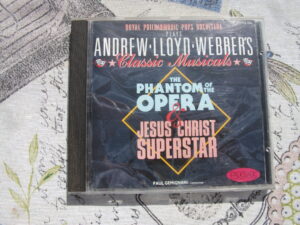 ROYAL PHILHARMONIC POPS ORCHESTRA
PLAYS
ANDREW·LLOYD·WEBBER'S
Classic Musicals
THE
PHANTOM OF THE
OPERA
&
JESUS CHRIST
SUPERSTAR
PAUL GEMIGNANI